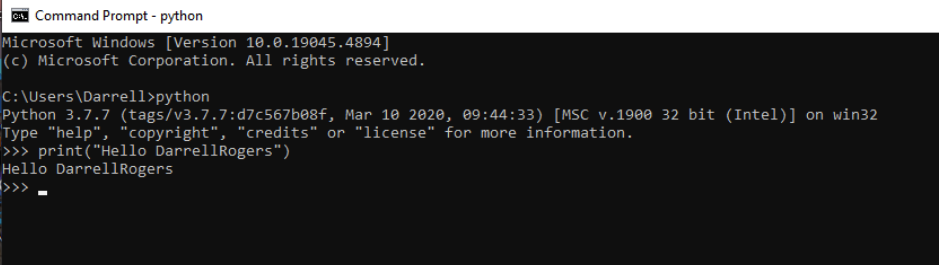 Command Prompt - python
Microsoft Windows [Version 10.0.19045.4894]
(c) Microsoft Corporation. All rights reserved.
C:\Users\Darrell>python
Python 3.7.7 (tags/v3.7.7:d7c567b08f, Mar 10 2020, 09:44:33) [MSC v.1900 32 bit (Intel)] on win32
Type "help", "copyright", "credits" or "license" for more information.
>>> print("Hello DarrellRogers")
Hello DarrellRogers
>>>